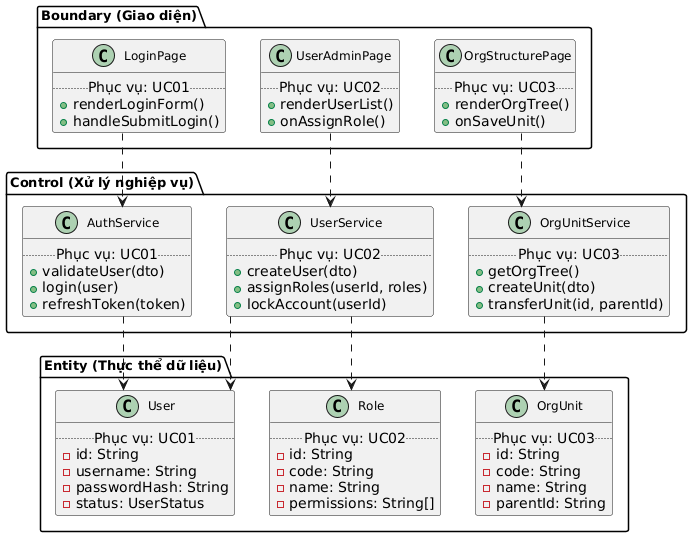 Boundary (Giao diện)
C LoginPage
Phục vụ: UC01
renderLoginForm()
handleSubmitLogin()
C UserAdminPage
Phục vụ: UC02
renderUserList()
onAssignRole()
C OrgStructurePage
Phục vụ: UC03
renderOrgTree()
onSaveUnit()
Control (Xử lý nghiệp vụ)
C AuthService
Phục vụ: UC01
validateUser(dto)
login(user)
refreshToken(token)
C UserService
Phục vụ: UC02
createUser(dto)
assignRoles(userId, roles)
lockAccount(userId)
C OrgUnitService
Phục vụ: UC03
getOrgTree()
createUnit(dto)
transferUnit(id, parentId)
Entity (Thực thể dữ liệu)
C User
Phục vụ: UC01
id: String
username: String
passwordHash: String
status: UserStatus
C Role
Phục vụ: UC02
id: String
code: String
name: String
permissions: String[]
C OrgUnit
Phục vụ: UC03
id: String
code: String
name: String
parentId: String